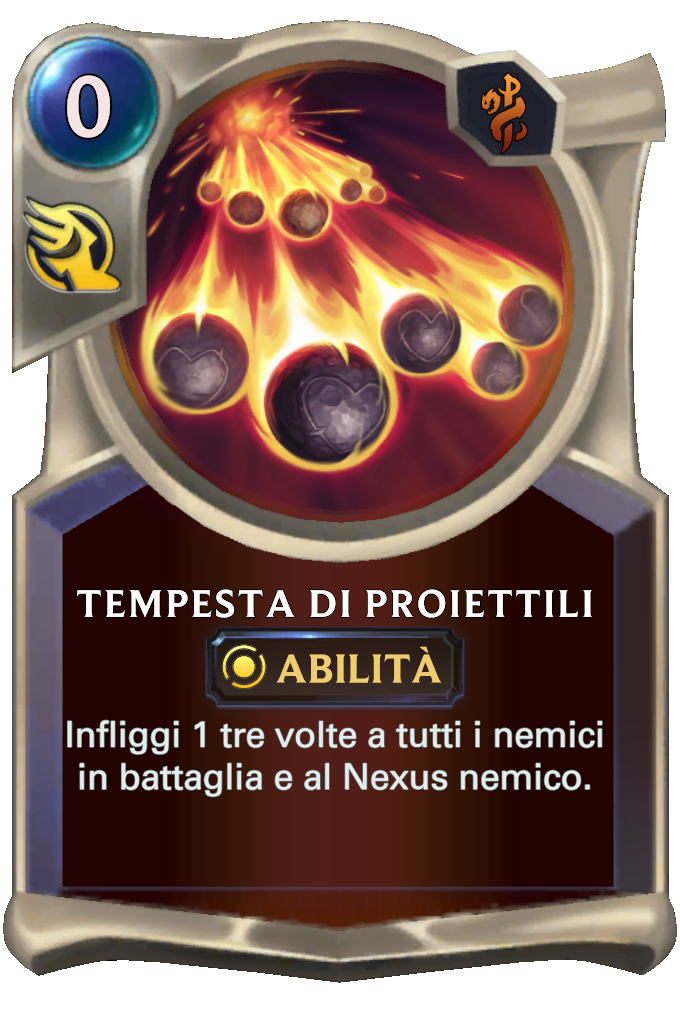 0
TEMPESTA DI PROIETTILI
ABILITÀ
Infliggi 1 tre volte a tutti i nemici
in battaglia e al Nexus nemico.